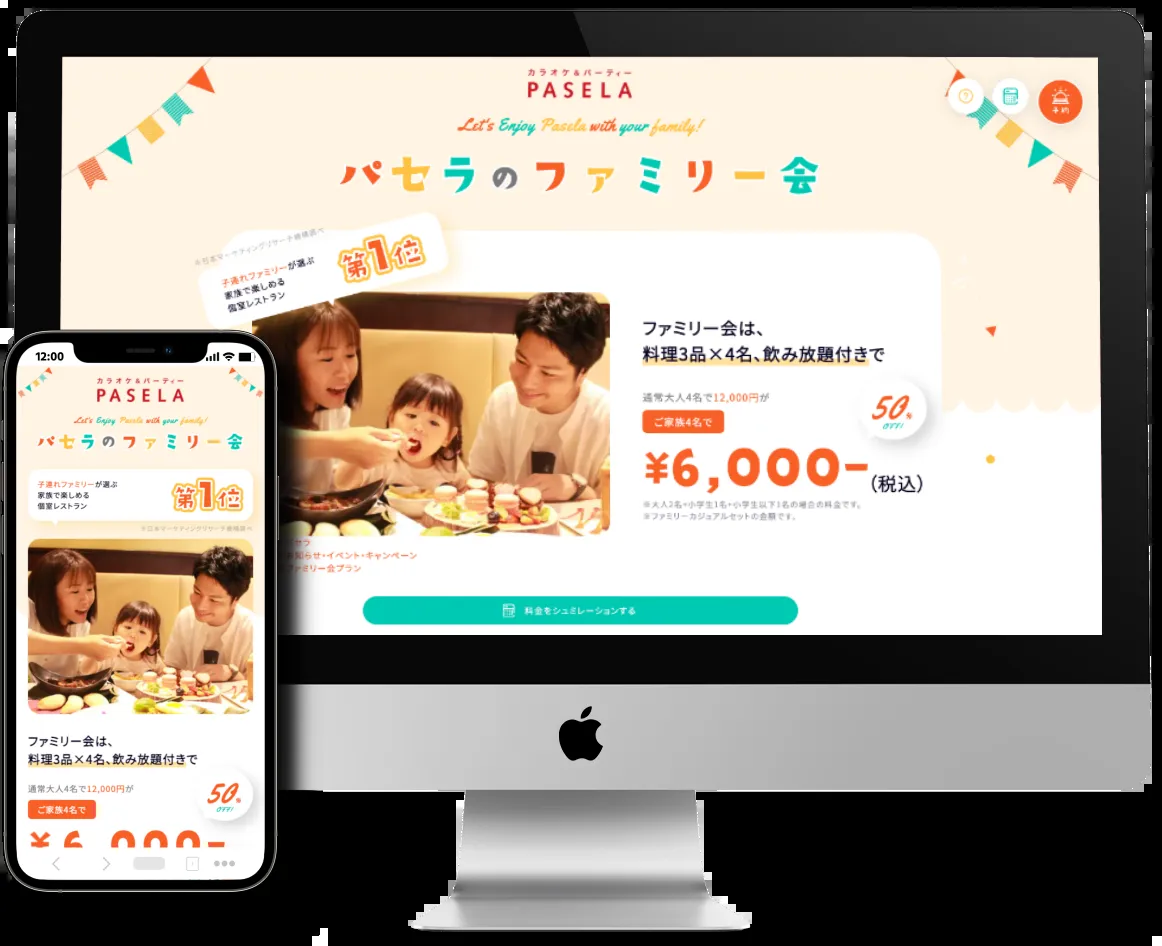 カラオケ&パーティー
PASELA
Let's Enjoy Pasela with your family!
パセラのファミリー会
予約
※日本マーケティングリサーチ機構調べ
子連れファミリーが選ぶ
家族で楽しめる
個室レストラン
第1位
ファミリー会は、
料理3品×4名、飲み放題付きで
通常大人4名で12,000円が
ご家族4名で
50%
OFF!
¥6,000-(税込)
※大人2名+小学生1名+小学生以下1名の場合の料金です。
※ファミリーカジュアルセットの金額です。
セラ
お知らせ・イベント・キャンペーン
ファミリー会プラン
料金をシュミレーションする
12:00
カラオケ&パーティー
PASELA
Let's Enjoy Pasela with your family!
パセラのファミリー会
子連れファミリーが選ぶ
家族で楽しめる
個室レストラン
第1位
※日本マーケティングリサーチ機構調べ
ファミリー会は、
料理3品×4名、飲み放題付きで
通常大人4名で12,000円が
ご家族4名で
50%
OFF!
¥6,000-